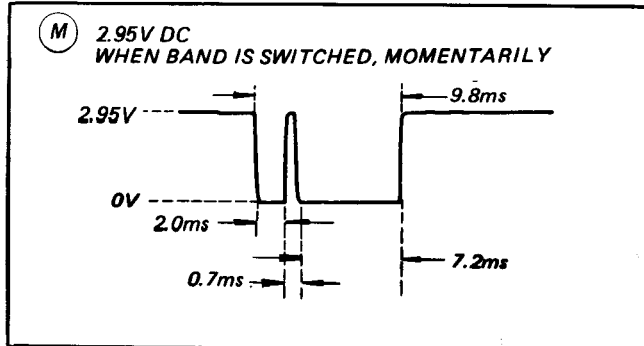 M 2.95V DC
WHEN BAND IS SWITCHED, MOMENTARILY
9.8ms
2.95V
0V
2.0ms
7.2ms
0.7ms